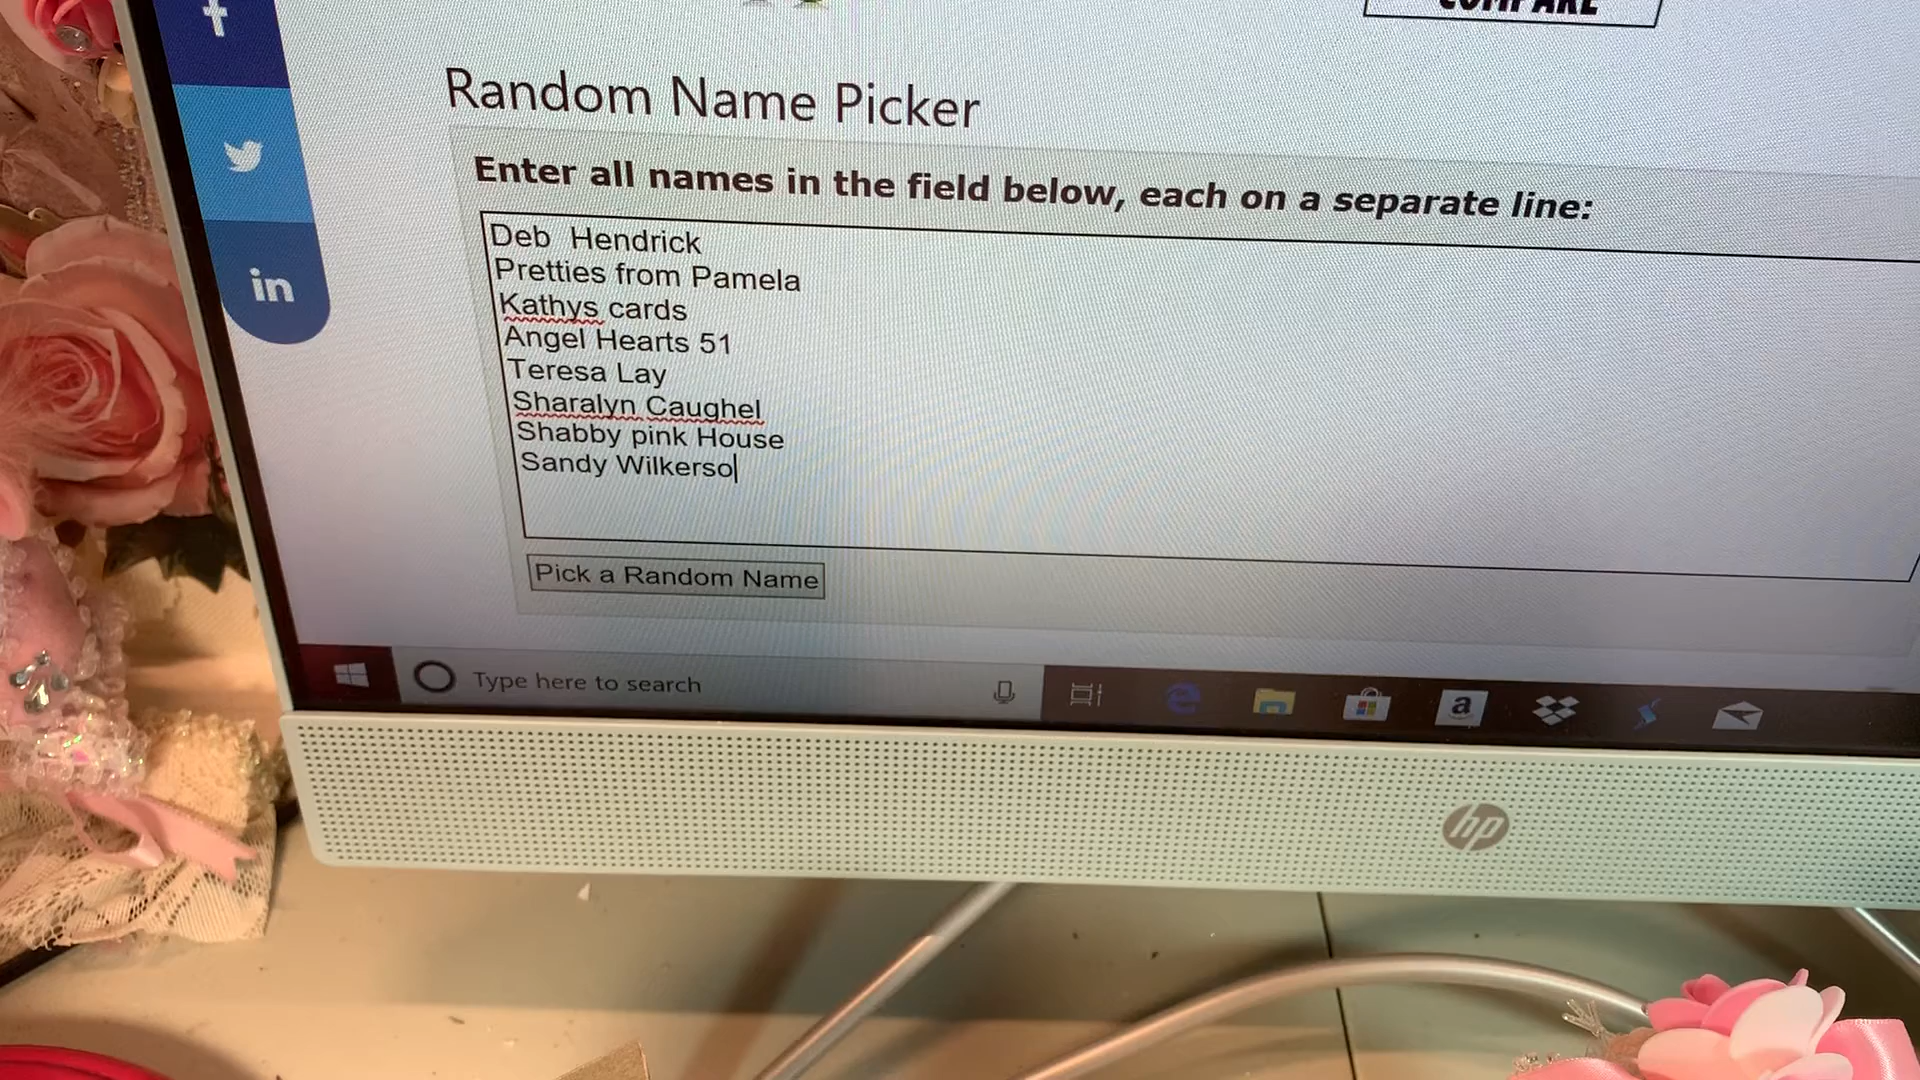 COMPARE
Random Name Picker
Enter all names in the field below, each on a separate line:
Deb  Hendrick
Pretties from Pamela
Kathys cards
Angel Hearts 51
Teresa Lay
Sharalyn Caughel
Shabby pink House
Sandy Wilkerso
Pick a Random Name
Type here to search
hp